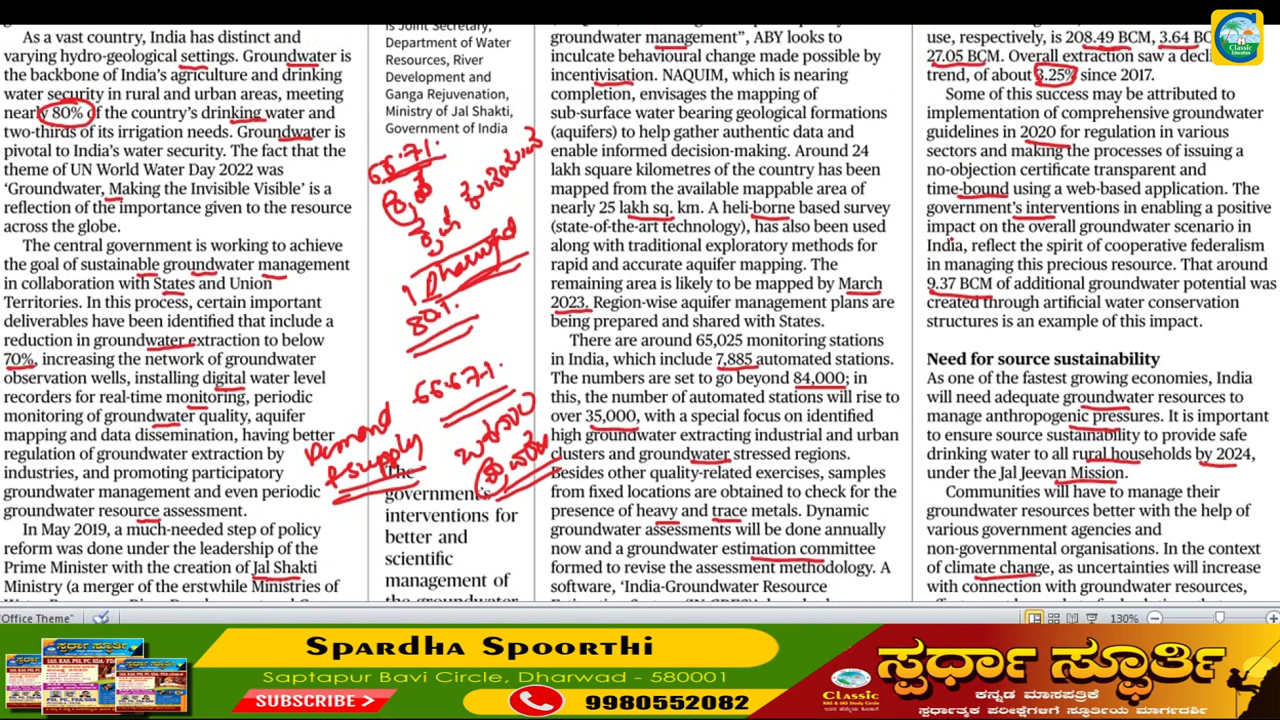 As a vast country, India has distinct and
varying hydro-geological settings. Groundwater is
the backbone of India's agriculture and drinking
water security in rural and urban areas, meeting
nearly 80% of the country's drinking water and
two-thirds of its irrigation needs. Groundwater is
pivotal to India's water security. The fact that the
theme of UN World Water Day 2022 was
'Groundwater, Making the Invisible Visible' is a
reflection of the importance given to the resource
across the globe.
The central government is working to achieve
the goal of sustainable groundwater management
in collaboration with States and Union
Territories. In this process, certain important
deliverables have been identified that include a
reduction in groundwater extraction to below
70%, increasing the network of groundwater
observation wells, installing digital water level
recorders for real-time monitoring, periodic
monitoring of groundwater quality, aquifer
mapping and data dissemination, having better
regulation of groundwater extraction by
industries, and promoting participatory
groundwater management and even periodic
groundwater resource assessment.
In May 2019, a much-needed step of policy
reform was done under the leadership of the
Prime Minister with the creation of Jal Shakti
Ministry (a merger of the erstwhile Ministries of
is Joint Secretary,
Department of Water
Resources, River
Development and
Ganga Rejuvenation,
Ministry of Jal Shakti,
Government of India
66.7%
Dharwad
80%
66.67%
Demand
supply
The
government's
interventions for
better and
scientific
management of
the groundwater
groundwater management", ABY looks to
inculcate behavioural change made possible by
incentivisation. NAQUIM, which is nearing
completion, envisages the mapping of
sub-surface water bearing geological formations
(aquifers) to help gather authentic data and
enable informed decision-making. Around 24
lakh square kilometres of the country has been
mapped from the available mappable area of
nearly 25 lakh sq. km. A heli-borne based survey
(state-of-the-art technology), has also been used
along with traditional exploratory methods for
rapid and accurate aquifer mapping. The
remaining area is likely to be mapped by March
2023. Region-wise aquifer management plans are
being prepared and shared with States.
There are around 65,025 monitoring stations
in India, which include 7,885 automated stations.
The numbers are set to go beyond 84,000; in
this, the number of automated stations will rise to
over 35,000, with a special focus on identified
high groundwater extracting industrial and urban
clusters and groundwater stressed regions.
Besides other quality-related exercises, samples
from fixed locations are obtained to check for the
presence of heavy and trace metals. Dynamic
groundwater assessments will be done annually
now and a groundwater estimation committee
formed to revise the assessment methodology. A
software, 'India-Groundwater Resource
use, respectively, is 208.49 BCM, 3.64
27.05 BCM. Overall extraction saw a
trend, of about 3.25% since 2017.
Some of this success may be attributed to
implementation of comprehensive groundwater
guidelines in 2020 for regulation in various
sectors and making the processes of issuing a
no-objection certificate transparent and
time-bound using a web-based application. The
government's interventions in enabling a positive
impact on the overall groundwater scenario in
India, reflect the spirit of cooperative federalism
in managing this precious resource. That around
9.37 BCM of additional groundwater potential was
created through artificial water conservation
structures is an example of this impact.
Need for source sustainability
As one of the fastest growing economies, India
will need adequate groundwater resources to
manage anthropogenic pressures. It is important
to ensure source sustainability to provide safe
drinking water to all rural households by 2024,
under the Jal Jeevan Mission.
Communities will have to manage their
groundwater resources better with the help of
various government agencies and
non-governmental organisations. In the context
of climate change, as uncertainties will increase
with connection with groundwater resources,
Classic
Education
"Office Theme"
130%
Spardha Spoorthi
Saptapur Bavi Circle, Dharwad - 580001
SUBSCRIBE
9980552082
Classic
KAS & IAS Study Circle
ಸ್ಪರ್ಧಾ ಸ್ಫೂರ್ತಿ
ಕನ್ನಡ ಮಾಸಪತ್ರಿಕೆ
ಸ್ಪರ್ಧಾತ್ಮಕ ಪರೀಕ್ಷೆಗಳಿಗೆ ಸ್ಫೂರ್ತಿಯ ಮಾರ್ಗದರ್ಶಿ